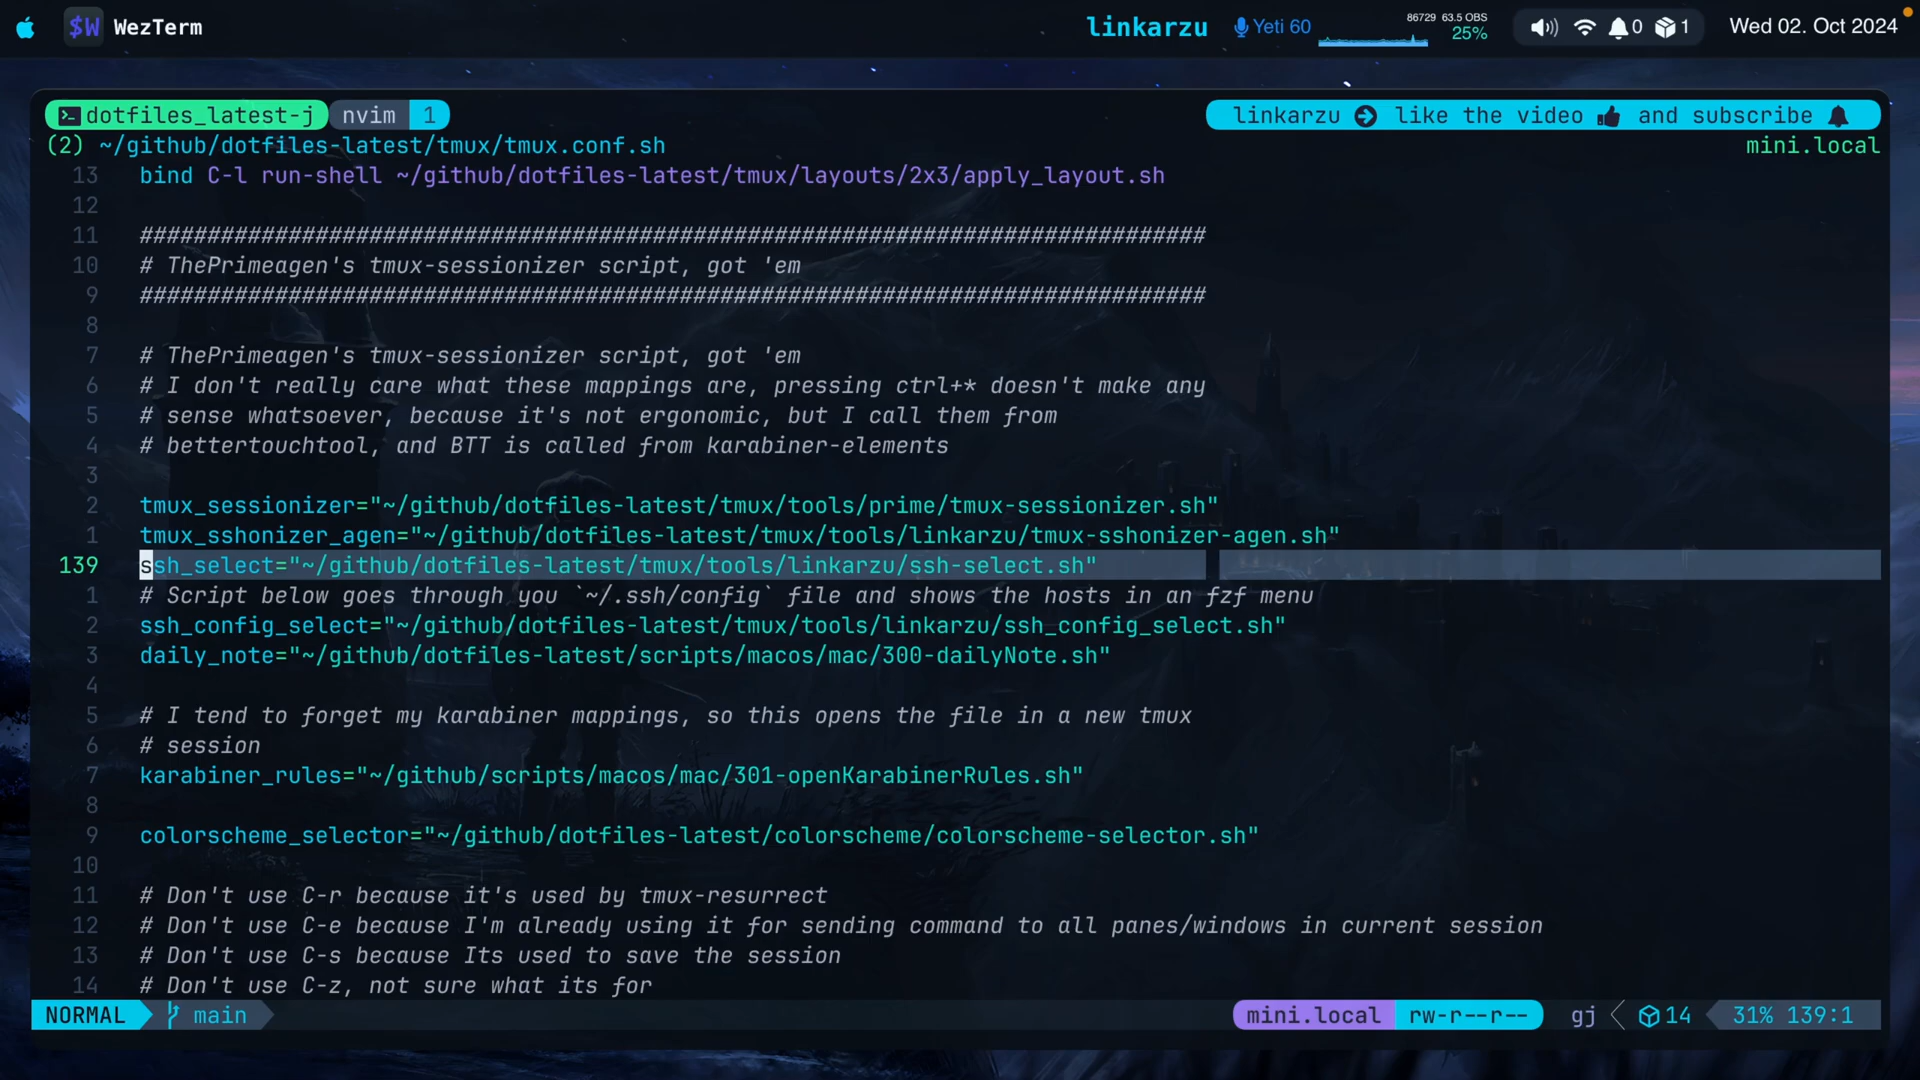 $W WezTerm linkarzu Yeti 60 86729 63.5 OBS 25% 0 1 Wed 02. Oct 2024
dotfiles_latest-j nvim 1 linkarzu like the video and subscribe
(2) ~/github/dotfiles-latest/tmux/tmux.conf.sh mini.local
13 bind C-l run-shell ~/github/dotfiles-latest/tmux/layouts/2x3/apply_layout.sh
12
11 ###############################################################################
10 # ThePrimeagen's tmux-sessionizer script, got 'em
9 ###############################################################################
8
7 # ThePrimeagen's tmux-sessionizer script, got 'em
6 # I don't really care what these mappings are, pressing ctrl+* doesn't make any
5 # sense whatsoever, because it's not ergonomic, but I call them from
4 # bettertouchtool, and BTT is called from karabiner-elements
3
2 tmux_sessionizer="~/github/dotfiles-latest/tmux/tools/prime/tmux-sessionizer.sh"
1 tmux_sshonizer_agen="~/github/dotfiles-latest/tmux/tools/linkarzu/tmux-sshonizer-agen.sh"
139 ssh_select="~/github/dotfiles-latest/tmux/tools/linkarzu/ssh-select.sh"
1 # Script below goes through you `~/.ssh/config` file and shows the hosts in an fzf menu
2 ssh_config_select="~/github/dotfiles-latest/tmux/tools/linkarzu/ssh_config_select.sh"
3 daily_note="~/github/dotfiles-latest/scripts/macos/mac/300-dailyNote.sh"
4
5 # I tend to forget my karabiner mappings, so this opens the file in a new tmux
6 # session
7 karabiner_rules="~/github/scripts/macos/mac/301-openKarabinerRules.sh"
8
9 colorscheme_selector="~/github/dotfiles-latest/colorscheme/colorscheme-selector.sh"
10
11 # Don't use C-r because it's used by tmux-resurrect
12 # Don't use C-e because I'm already using it for sending command to all panes/windows in current session
13 # Don't use C-s because Its used to save the session
14 # Don't use C-z, not sure what its for
NORMAL main mini.local rw-r--r-- gj 14 31% 139:1